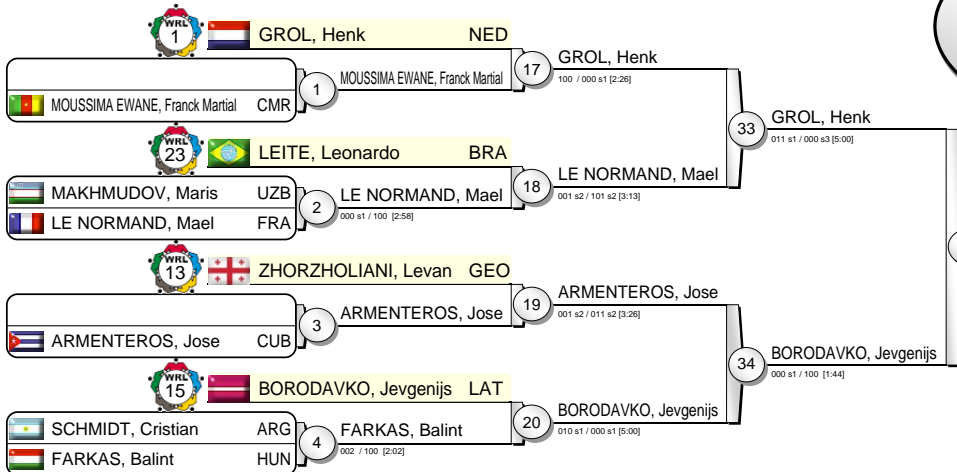 WRL
1
GROL, Henk NED
MOUSSIMA EWANE, Franck Martial CMR
1
MOUSSIMA EWANE, Franck Martial
17
GROL, Henk
100 / 000 s1 [2:26]
WRL
23
LEITE, Leonardo BRA
MAKHMUDOV, Maris UZB
LE NORMAND, Mael FRA
2
LE NORMAND, Mael
000 s1 / 100 [2:58]
18
LE NORMAND, Mael
001 s2 / 101 s2 [3:13]
33
GROL, Henk
011 s1 / 000 s3 [5:00]
WRL
13
ZHORZHOLIANI, Levan GEO
ARMENTEROS, Jose CUB
3
ARMENTEROS, Jose
19
ARMENTEROS, Jose
001 s2 / 011 s2 [3:26]
WRL
15
BORODAVKO, Jevgenijs LAT
SCHMIDT, Cristian ARG
FARKAS, Balint HUN
4
FARKAS, Balint
002 / 100 [2:02]
20
BORODAVKO, Jevgenijs
010 s1 / 000 s1 [5:00]
34
BORODAVKO, Jevgenijs
000 s1 / 100 [1:44]